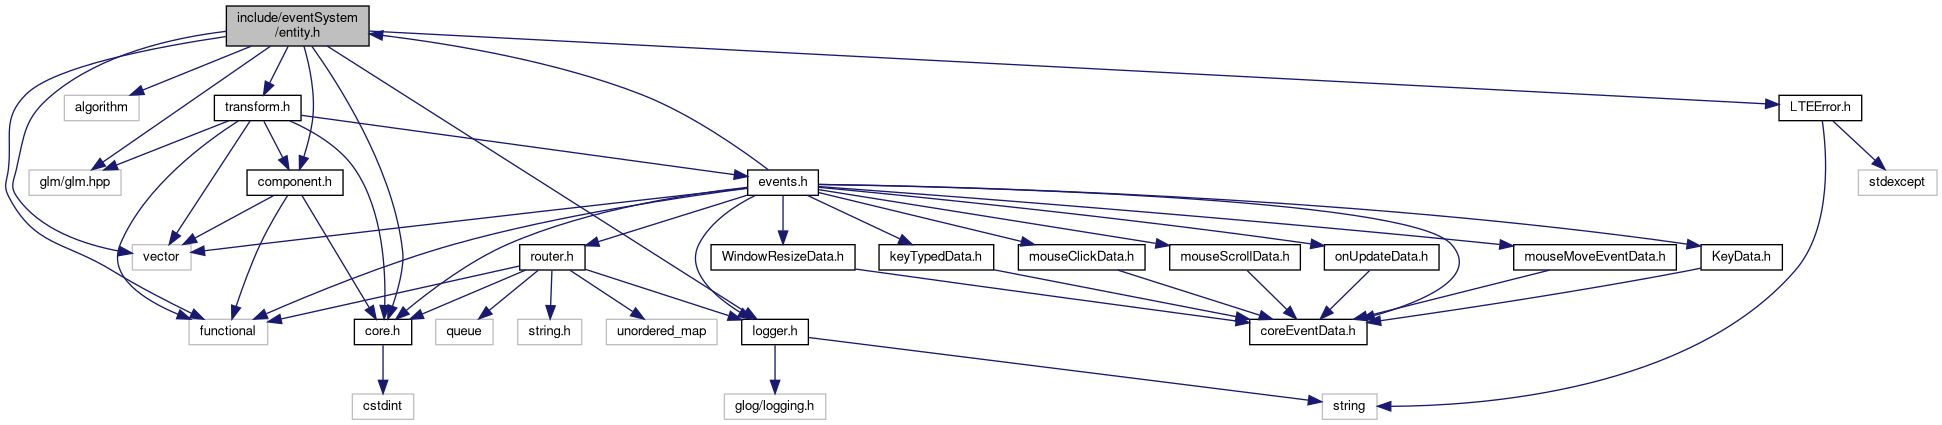 include/eventSystem
/entity.h
algorithm
transform.h
LTEError.h
glm/glm.hpp
component.h
events.h
stdexcept
vector
router.h
WindowResizeData.h
keyTypedData.h
mouseClickData.h
mouseScrollData.h
onUpdateData.h
mouseMoveEventData.h
KeyData.h
functional
core.h
queue
string.h
unordered_map
logger.h
coreEventData.h
cstdint
glog/logging.h
string